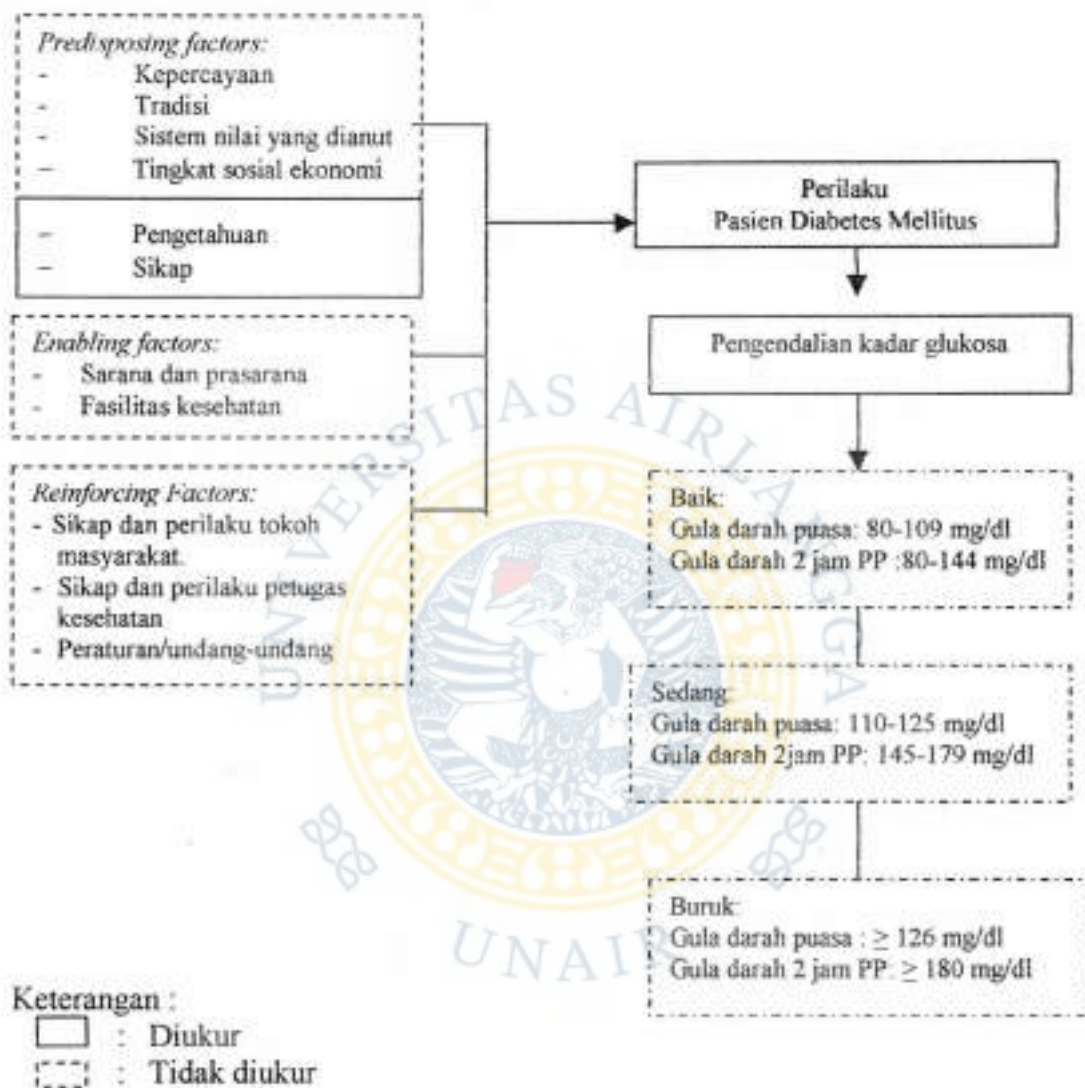 Predisposing factors:
- Kepercayaan
- Tradisi
- Sistem nilai yang dianut
- Tingkat sosial ekonomi
- Pengetahuan
- Sikap
Enabling factors:
- Sarana dan prasarana
- Fasilitas kesehatan
Reinforcing Factors:
- Sikap dan perilaku tokoh
masyarakat.
- Sikap dan perilaku petugas
kesehatan
- Peraturan/undang-undang
Perilaku
Pasien Diabetes Mellitus
Pengendalian kadar glukosa
Baik:
Gula darah puasa: 80-109 mg/dl
Gula darah 2 jam PP :80-144 mg/dl
Sedang:
Gula darah puasa: 110-125 mg/dl
Gula darah 2jam PP: 145-179 mg/dl
Buruk:
Gula darah puasa : ≥ 126 mg/dl
Gula darah 2 jam PP: ≥ 180 mg/dl
Keterangan :
: Diukur
: Tidak diukur
UNIVERSITAS AIRLANGGA
UNAIR